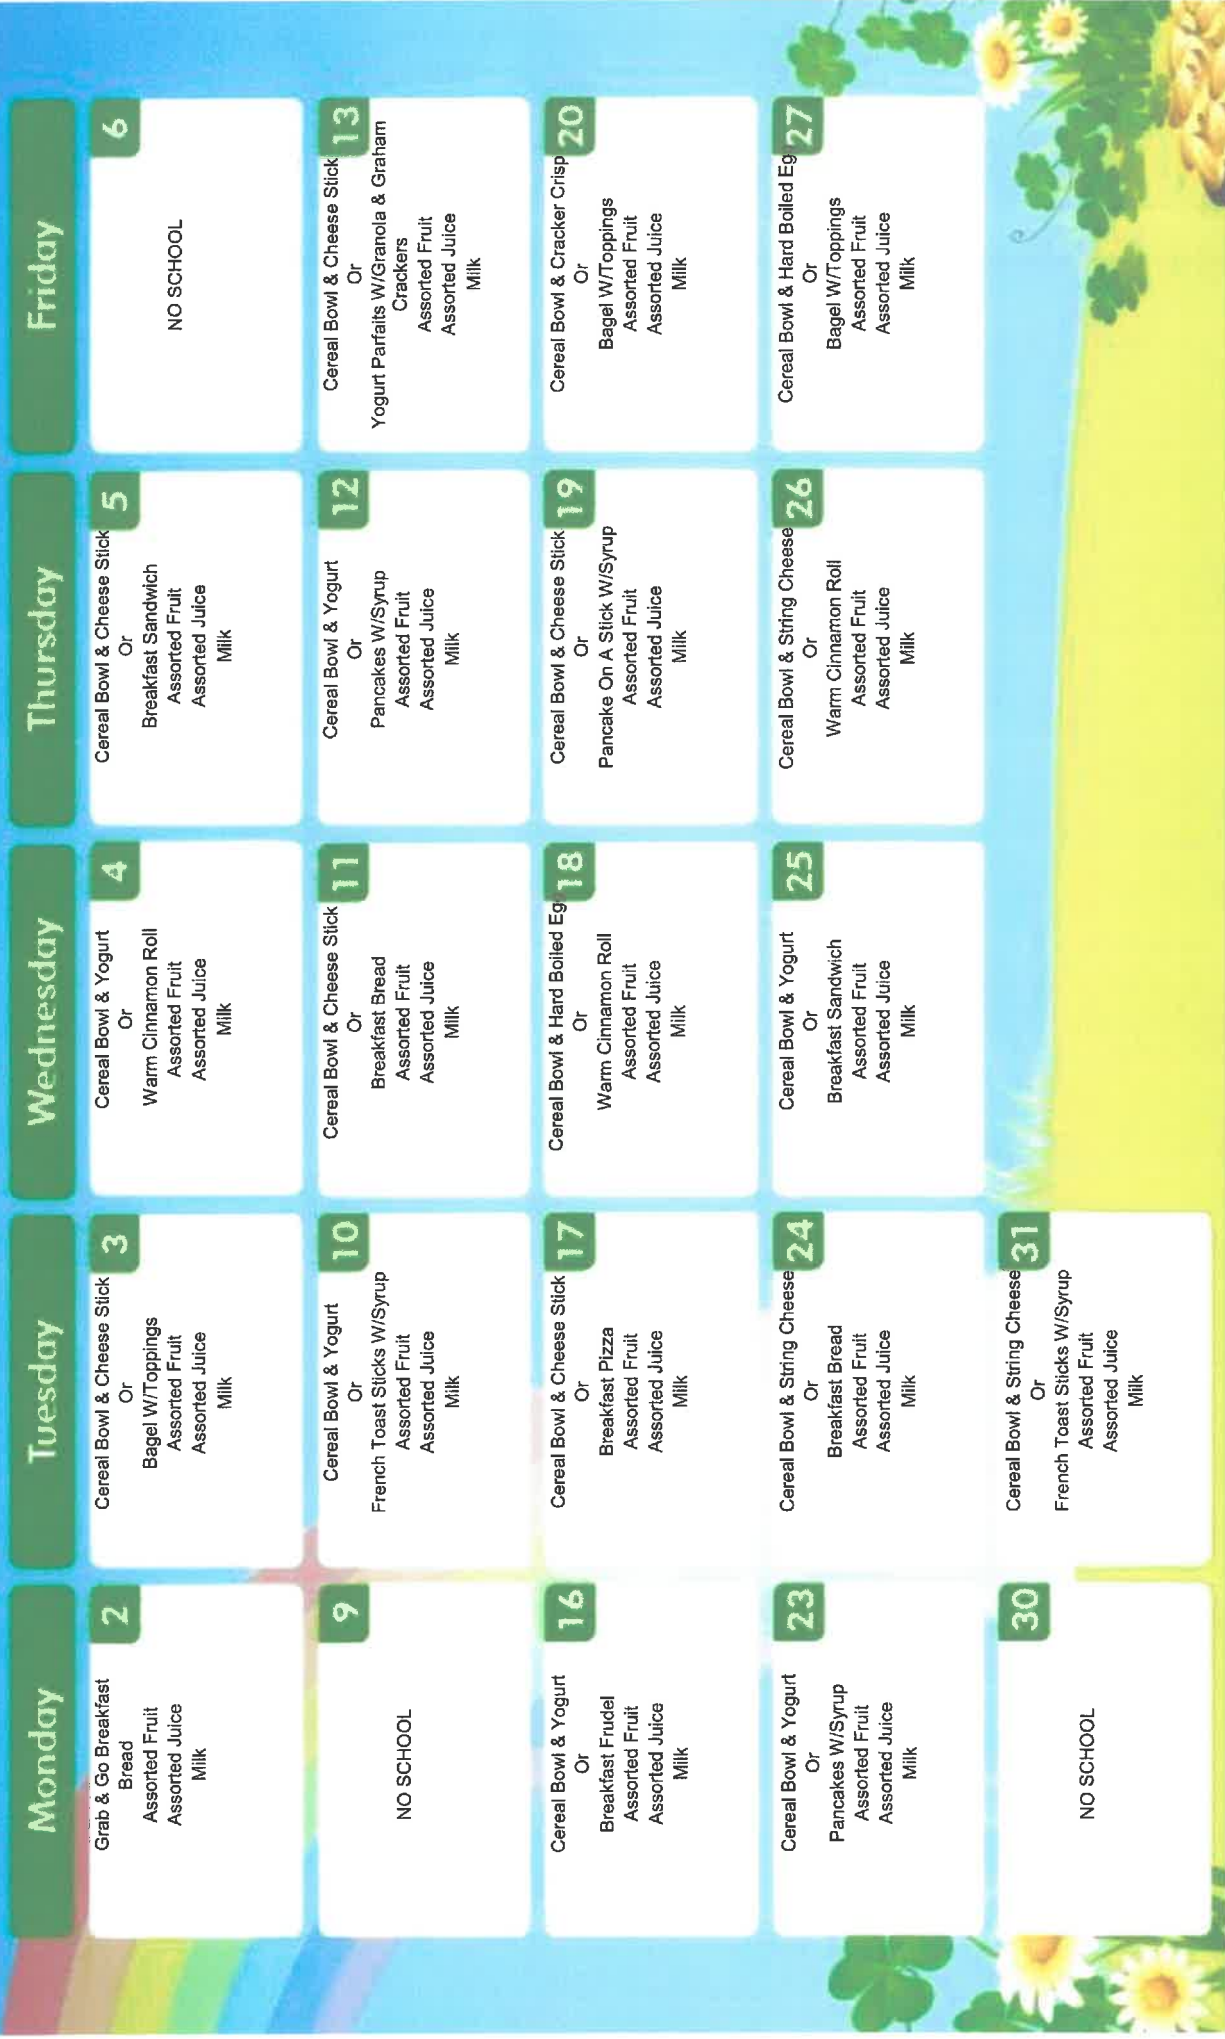 Monday
Tuesday
Wednesday
Thursday
Friday
2
Grab & Go Breakfast
Bread
Assorted Fruit
Assorted Juice
Milk
3
Cereal Bowl & Cheese Stick
Or
Bagel W/Toppings
Assorted Fruit
Assorted Juice
Milk
4
Cereal Bowl & Yogurt
Or
Warm Cinnamon Roll
Assorted Fruit
Assorted Juice
Milk
5
Cereal Bowl & Cheese Stick
Or
Breakfast Sandwich
Assorted Fruit
Assorted Juice
Milk
6
NO SCHOOL
9
NO SCHOOL
10
Cereal Bowl & Yogurt
Or
French Toast Sticks W/Syrup
Assorted Fruit
Assorted Juice
Milk
11
Cereal Bowl & Cheese Stick
Or
Breakfast Bread
Assorted Fruit
Assorted Juice
Milk
12
Cereal Bowl & Yogurt
Or
Pancakes W/Syrup
Assorted Fruit
Assorted Juice
Milk
13
Cereal Bowl & Cheese Stick
Or
Yogurt Parfaits W/Granola & Graham
Crackers
Assorted Fruit
Assorted Juice
Milk
16
Cereal Bowl & Yogurt
Or
Breakfast Frudel
Assorted Fruit
Assorted Juice
Milk
17
Cereal Bowl & Cheese Stick
Or
Breakfast Pizza
Assorted Fruit
Assorted Juice
Milk
18
Cereal Bowl & Hard Boiled Egg
Or
Warm Cinnamon Roll
Assorted Fruit
Assorted Juice
Milk
19
Cereal Bowl & Cheese Stick
Or
Pancake On A Stick W/Syrup
Assorted Fruit
Assorted Juice
Milk
20
Cereal Bowl & Cracker Crisp
Or
Bagel W/Toppings
Assorted Fruit
Assorted Juice
Milk
23
Cereal Bowl & Yogurt
Or
Pancakes W/Syrup
Assorted Fruit
Assorted Juice
Milk
24
Cereal Bowl & String Cheese
Or
Breakfast Bread
Assorted Fruit
Assorted Juice
Milk
25
Cereal Bowl & Yogurt
Or
Breakfast Sandwich
Assorted Fruit
Assorted Juice
Milk
26
Cereal Bowl & String Cheese
Or
Warm Cinnamon Roll
Assorted Fruit
Assorted Juice
Milk
27
Cereal Bowl & Hard Boiled Egg
Or
Bagel W/Toppings
Assorted Fruit
Assorted Juice
Milk
30
NO SCHOOL
31
Cereal Bowl & String Cheese
Or
French Toast Sticks W/Syrup
Assorted Fruit
Assorted Juice
Milk